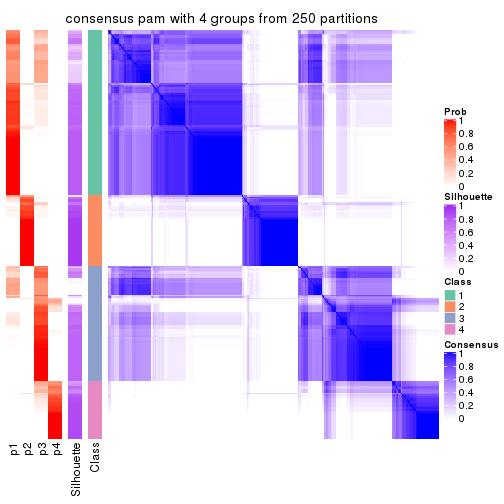 consensus pam with 4 groups from 250 partitions
Prob
1
0.8
0.6
0.4
0.2
0
Silhouette
1
0.8
0.6
0.4
0.2
0
Class
1
2
3
4
Consensus
1
0.8
0.6
0.4
0.2
0
p1
p2
p3
p4
Silhouette
Class